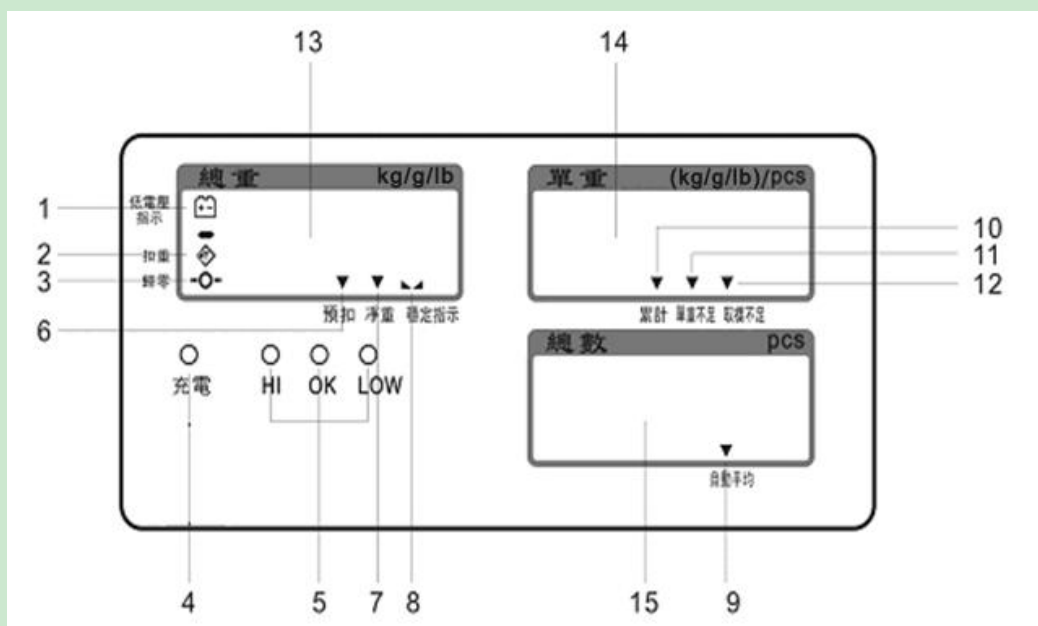 13 14
總重 kg/g/lb
單重 (kg/g/lb)/pcs
1 低電壓
指示
2 扣重
3 歸零
10
11
12
6
預扣 凈重 穩定指示
累計 單重不足 取樣不足
總數 pcs
充電 HI OK LOW
自動平均
4 5 7 8 15 9